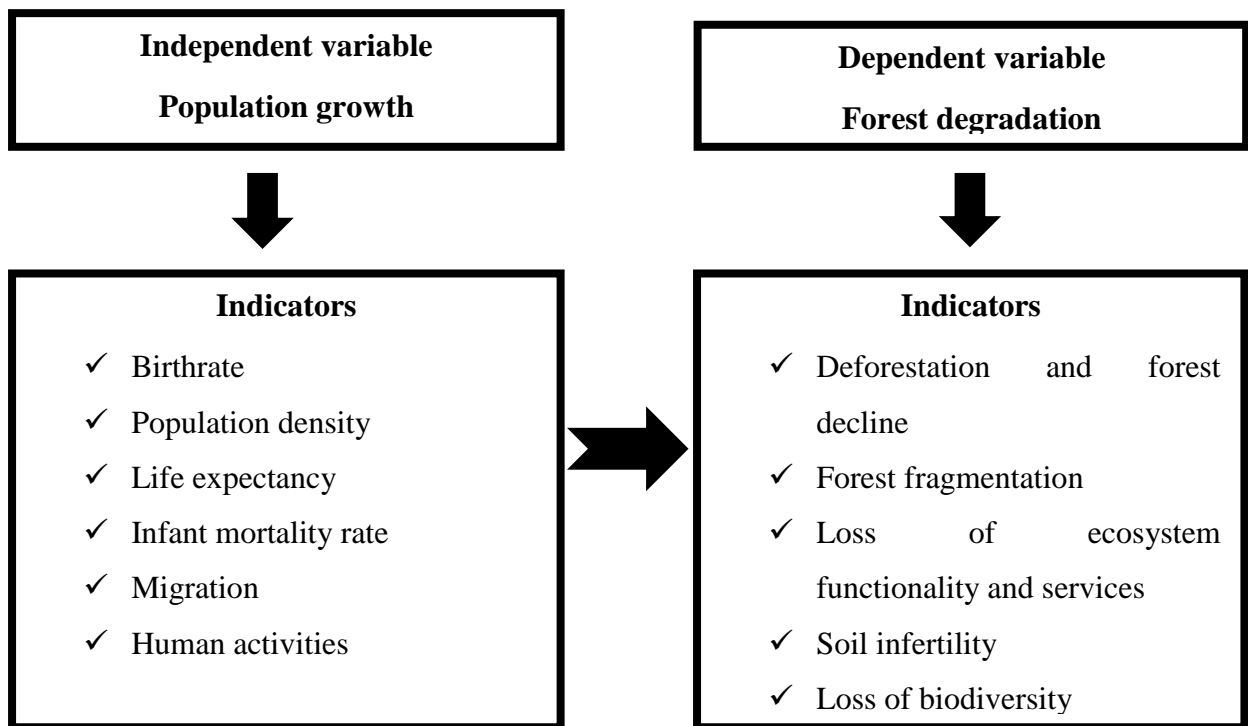 Independent variable
Population growth
Dependent variable
Forest degradation
Indicators
✓ Birthrate
✓ Population density
✓ Life expectancy
✓ Infant mortality rate
✓ Migration
✓ Human activities
Indicators
✓ Deforestation and forest
decline
✓ Forest fragmentation
✓ Loss of ecosystem
functionality and services
✓ Soil infertility
✓ Loss of biodiversity